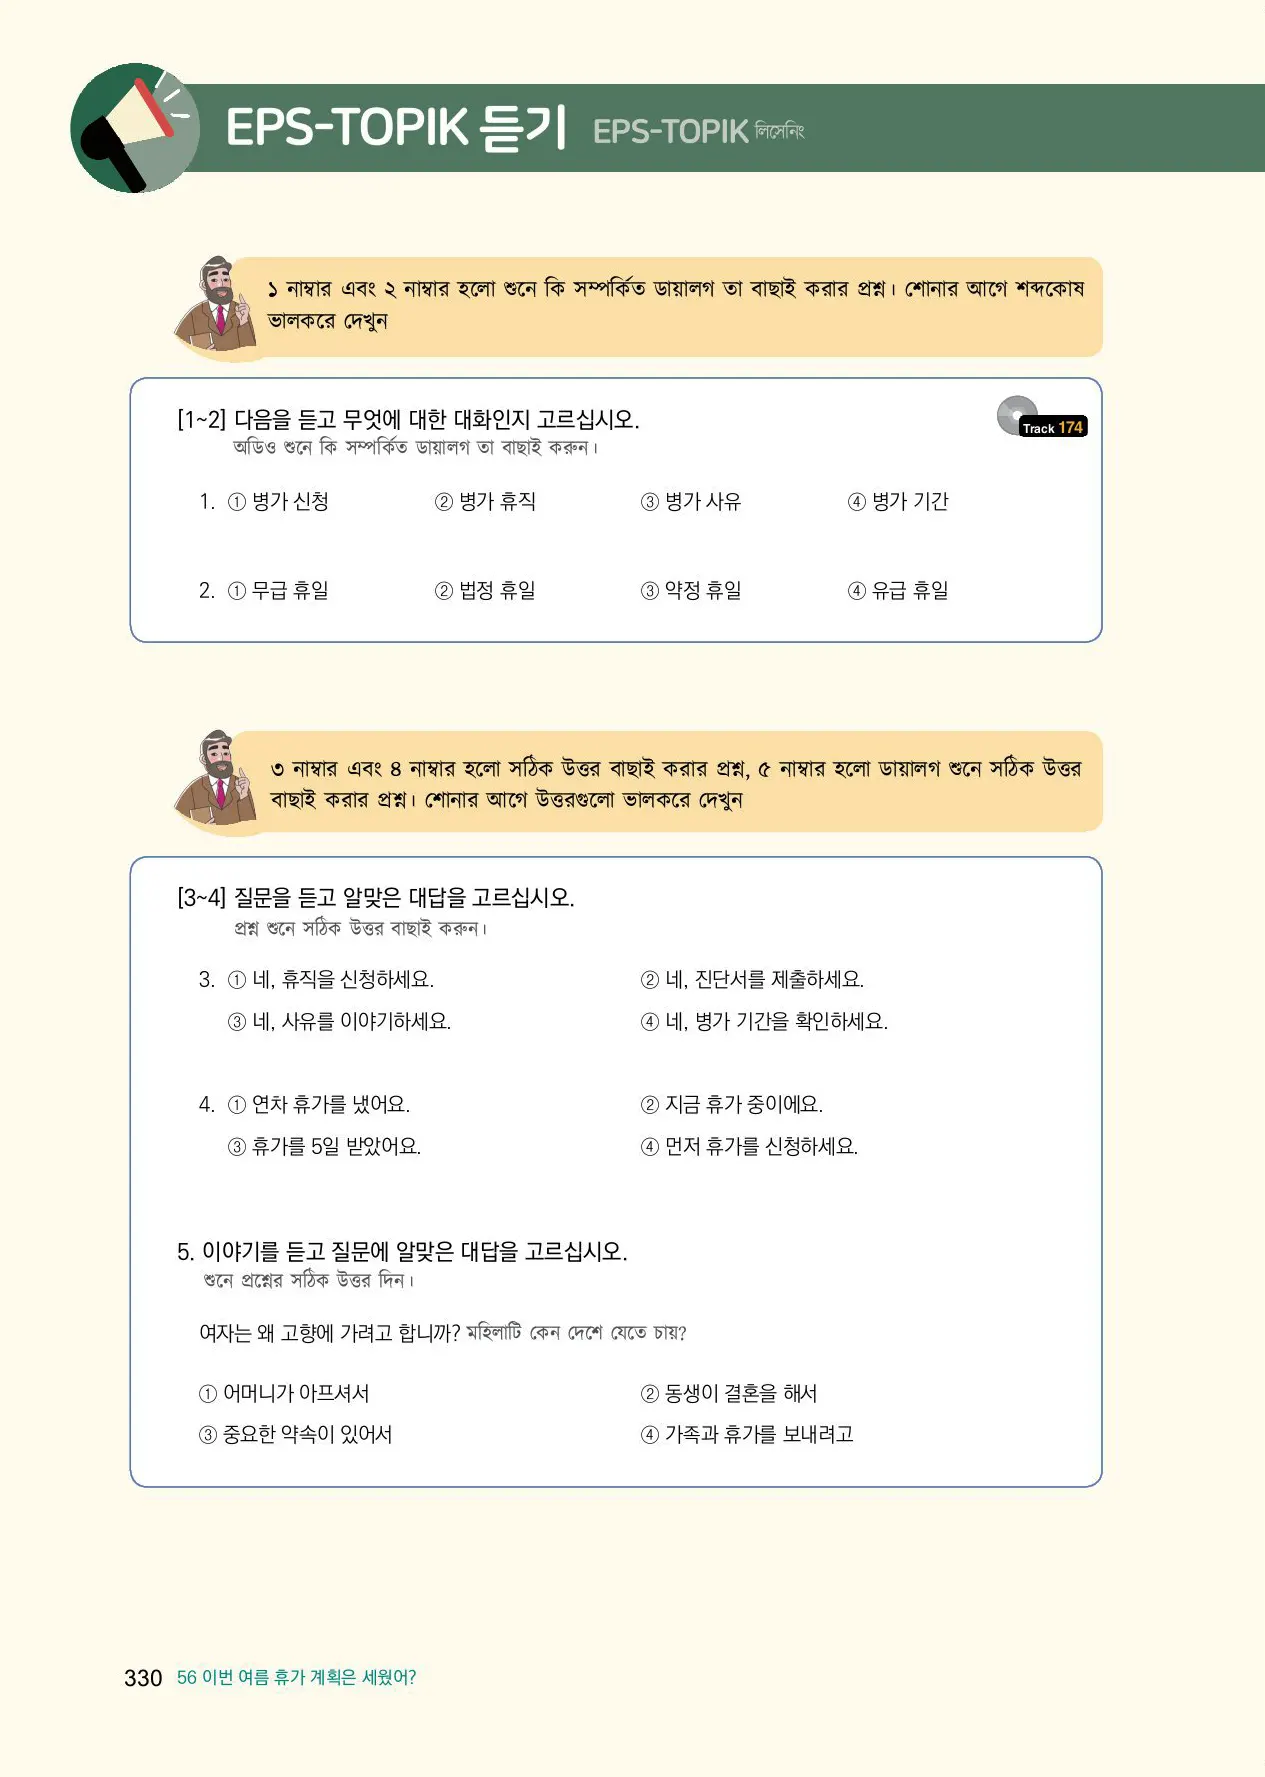 EPS-TOPIK 듣기 EPS-TOPIK লিসেনিং
১ নাম্বার এবং ২ নাম্বার হলো শুনে কি সম্পর্কিত ডায়ালগ তা বাছাই করার প্রশ্ন। শোনার আগে শব্দকোষ
ভালকরে দেখুন
[1~2] 다음을 듣고 무엇에 대한 대화인지 고르십시오.
Track 174
অডিও শুনে কি সম্পর্কিত ডায়ালগ তা বাছাই করুন।
1. ① 병가 신청 ② 병가 휴직 ③ 병가 사유 ④ 병가 기간
2. ① 무급 휴일 ② 법정 휴일 ③ 약정 휴일 ④ 유급 휴일
৩ নাম্বার এবং ৪ নাম্বার হলো সঠিক উত্তর বাছাই করার প্রশ্ন, ৫ নাম্বার হলো ডায়ালগ শুনে সঠিক উত্তর
বাছাই করার প্রশ্ন। শোনার আগে উত্তরগুলো ভালকরে দেখুন
[3~4] 질문을 듣고 알맞은 대답을 고르십시오.
প্রশ্ন শুনে সঠিক উত্তর বাছাই করুন।
3. ① 네, 휴직을 신청하세요. ② 네, 진단서를 제출하세요.
③ 네, 사유를 이야기하세요. ④ 네, 병가 기간을 확인하세요.
4. ① 연차 휴가를 냈어요. ② 지금 휴가 중이에요.
③ 휴가를 5일 받았어요. ④ 먼저 휴가를 신청하세요.
5. 이야기를 듣고 질문에 알맞은 대답을 고르십시오.
শুনে প্রশ্নের সঠিক উত্তর দিন।
여자는 왜 고향에 가려고 합니까? মহিলাটি কেন দেশে যেতে চায়?
① 어머니가 아프셔서 ② 동생이 결혼을 해서
③ 중요한 약속이 있어서 ④ 가족과 휴가를 보내려고
330 56 이번 여름 휴가 계획은 세웠어?